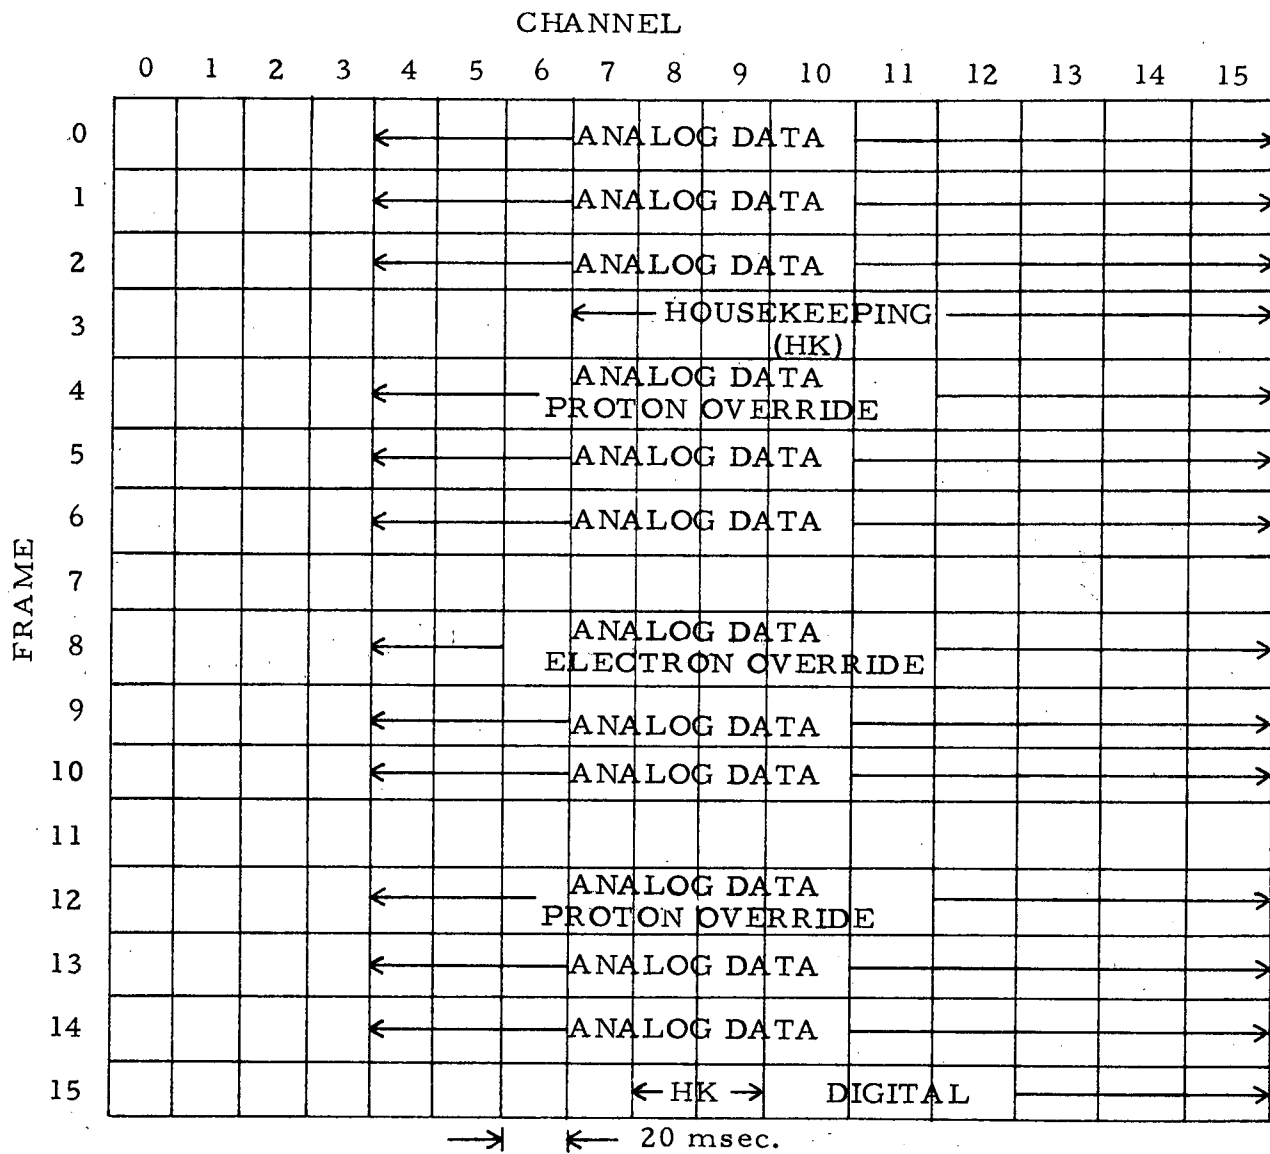 CHANNEL
0 1 2 3 4 5 6 7 8 9 10 11 12 13 14 15
0 ANALOG DATA
1 ANALOG DATA
2 ANALOG DATA
3 HOUSEKEEPING
(HK)
4 ANALOG DATA
PROTON OVERRIDE
5 ANALOG DATA
6 ANALOG DATA
7
FRAME
8 ANALOG DATA
ELECTRON OVERRIDE
9 ANALOG DATA
10 ANALOG DATA
11
12 ANALOG DATA
PROTON OVERRIDE
13 ANALOG DATA
14 ANALOG DATA
15 HK DIGITAL
20 msec.